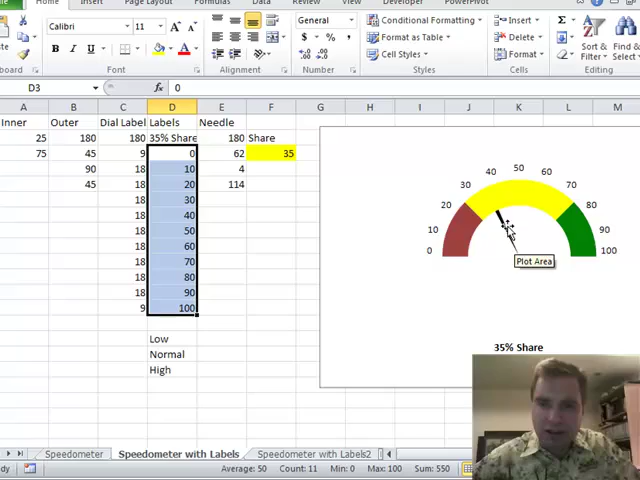 Home Insert Page Layout Formulas Data Review Developer PowerPivot
Calibri 11 General Conditional Formatting Insert
Format as Table Delete
B I U $ % , Cell Styles Format Sort & Filter Find & Select
Clipboard Font Alignment Number Styles Cells Editing
D3 fx 0
A B C D E F G H I J K L M
Inner Outer Dial Label Labels Needle
25 180 180 35% Share 180 Share
75 45 9 0 62 35
90 18 10 4
45 18 20 114
18 30
18 40
18 50
18 60
18 70
18 80
18 90
9 100
Low
Normal
High
0 10 20 30 40 50 60 70 80 90 100
Plot Area
35% Share
Speedometer Speedometer with Labels Speedometer with Labels2
Average: 50 Count: 11 Min: 0 Max: 100 Sum: 550